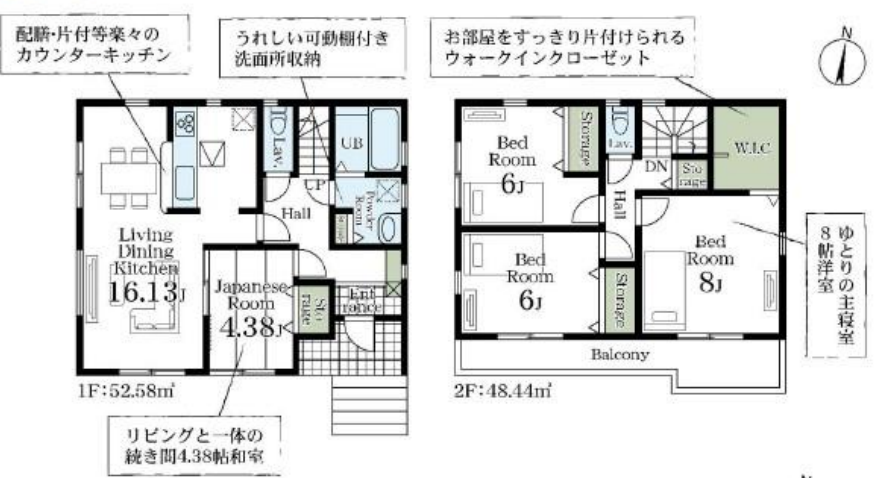 配膳・片付等楽々の
カウンターキッチン
うれしい可動棚付き
洗面所収納
お部屋をすっきり片付けられる
ウォークインクローゼット
N
Lav.
UB
UP
Powder
Room
Hall
Living
Dining
Kitchen
16.13J
Japanese
Room
4.38J
Sto
rage
Ent
rance
1F:52.58㎡
リビングと一体の
続き間4.38帖和室
Bed
Room
6J
Storage
Lav.
DN
Sto
rage
W.I.C
Hall
Bed
Room
6J
Storage
Bed
Room
8J
ゆとりの主寝室
8帖洋室
Balcony
2F:48.44㎡